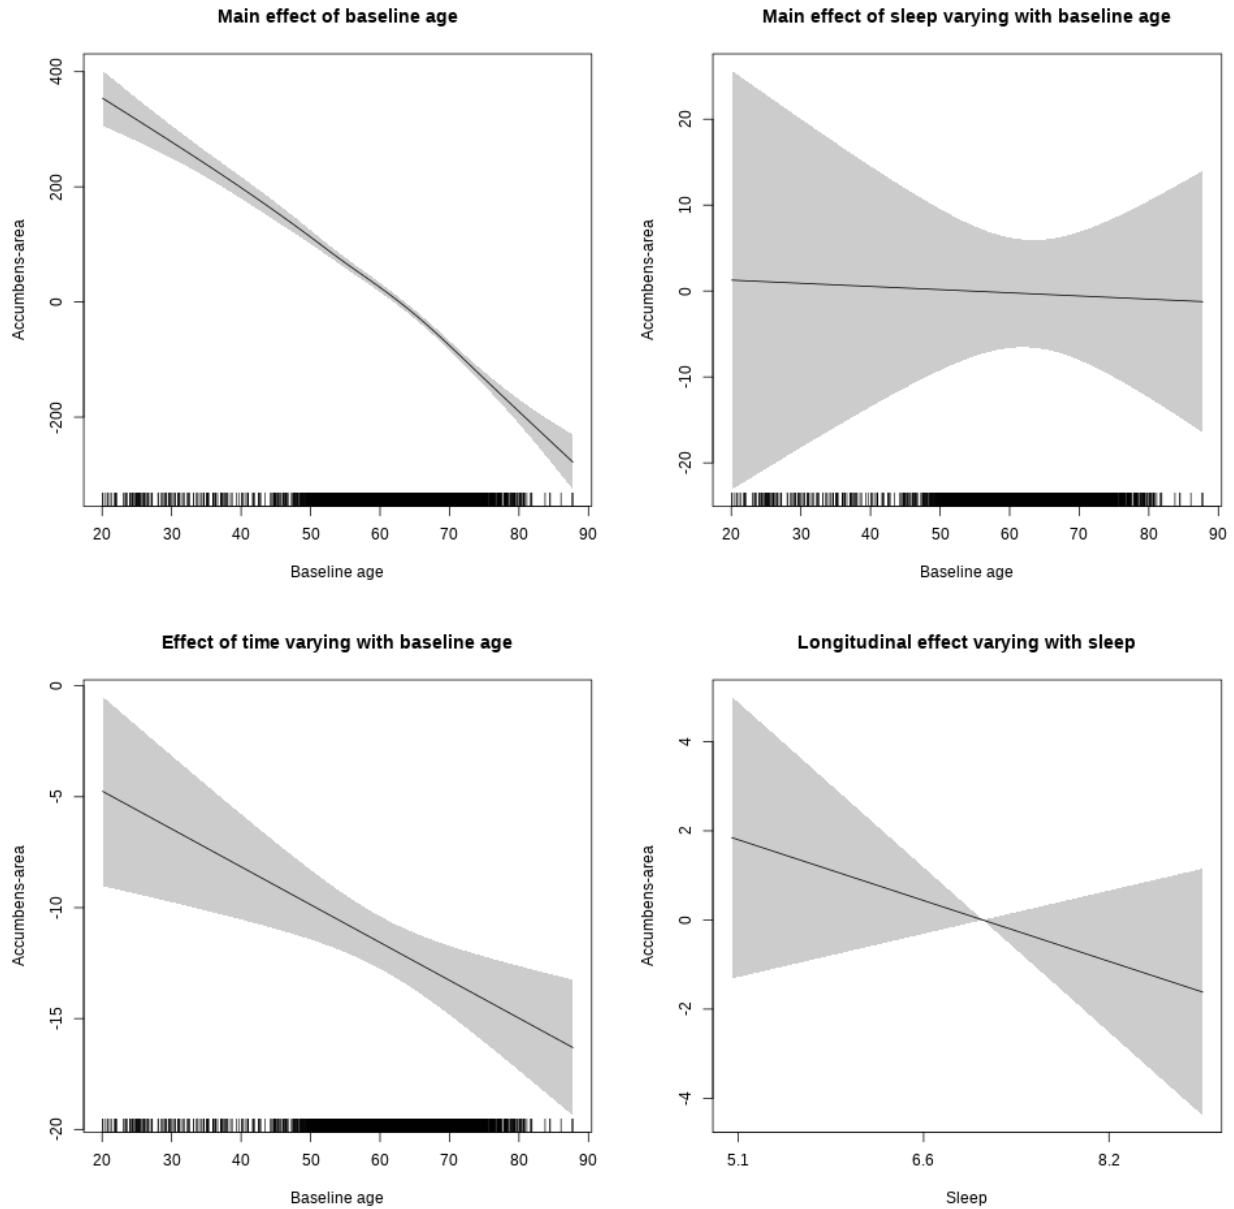 Main effect of baseline age
400
200
0
-200
Accumbens-area
20 30 40 50 60 70 80 90
Baseline age
Main effect of sleep varying with baseline age
20
10
0
-10
-20
Accumbens-area
20 30 40 50 60 70 80 90
Baseline age
Effect of time varying with baseline age
0
-5
-10
-15
-20
Accumbens-area
20 30 40 50 60 70 80 90
Baseline age
Longitudinal effect varying with sleep
4
2
0
-2
-4
Accumbens-area
5.1 6.6 8.2
Sleep